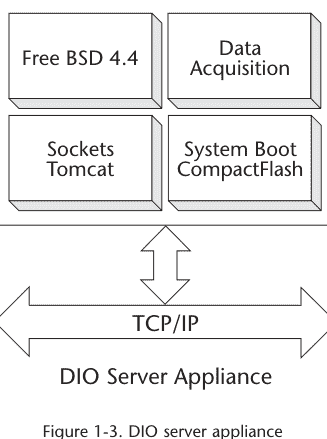 Free BSD 4.4
Data
Acquisition
Sockets
Tomcat
System Boot
CompactFlash
TCP/IP
DIO Server Appliance
Figure 1-3. DIO server appliance